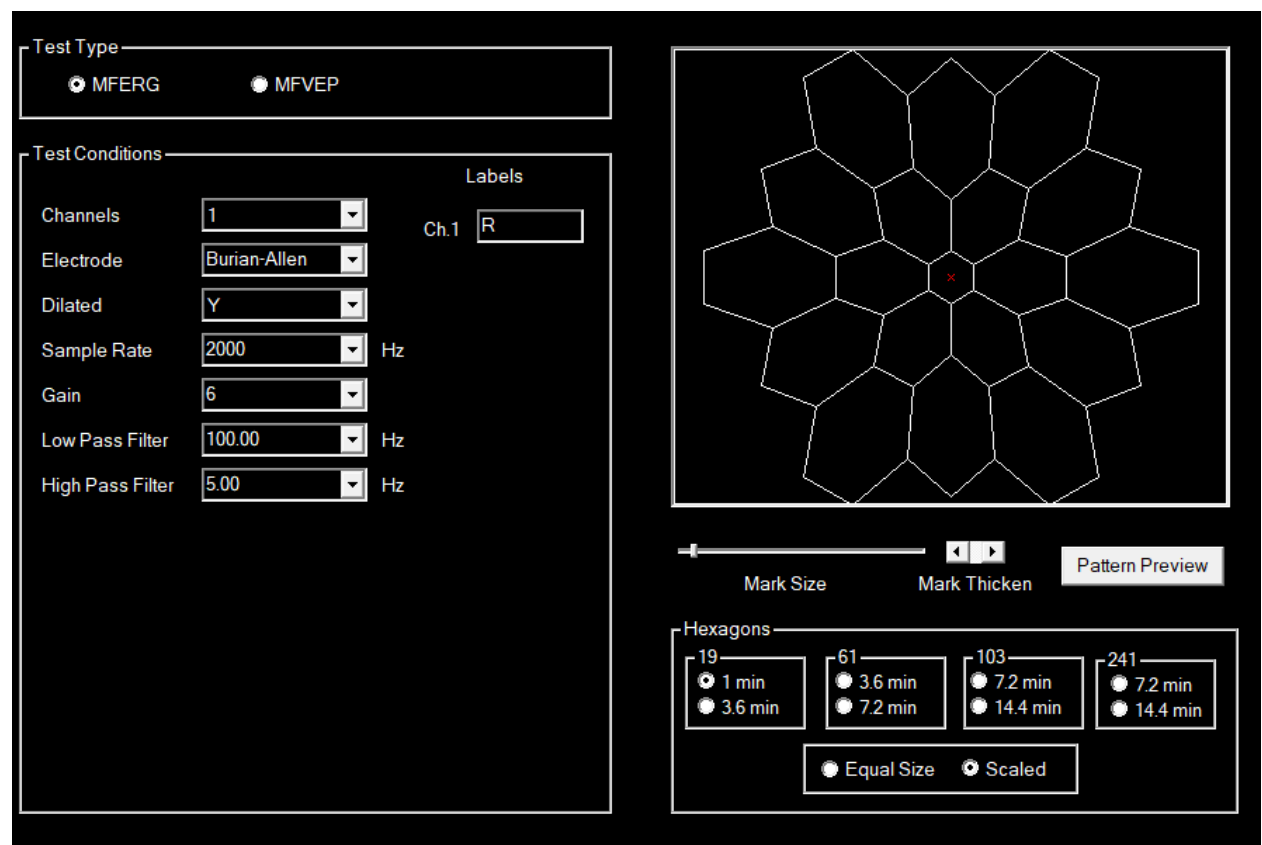 Test Type
MFERG MFVEP
Test Conditions
Labels
Channels 1 Ch.1 R
Electrode Burian-Allen
Dilated Y
Sample Rate 2000 Hz
Gain 6
Low Pass Filter 100.00 Hz
High Pass Filter 5.00 Hz
Mark Size Mark Thicken Pattern Preview
Hexagons
19 61 103 241
1 min 3.6 min 7.2 min 7.2 min
3.6 min 7.2 min 14.4 min 14.4 min
Equal Size Scaled